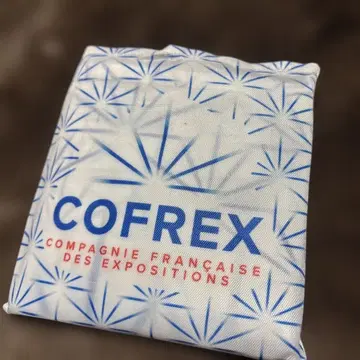 COFREX
COMPAGNIE FRANÇAISE
DES EXPOSITIONS